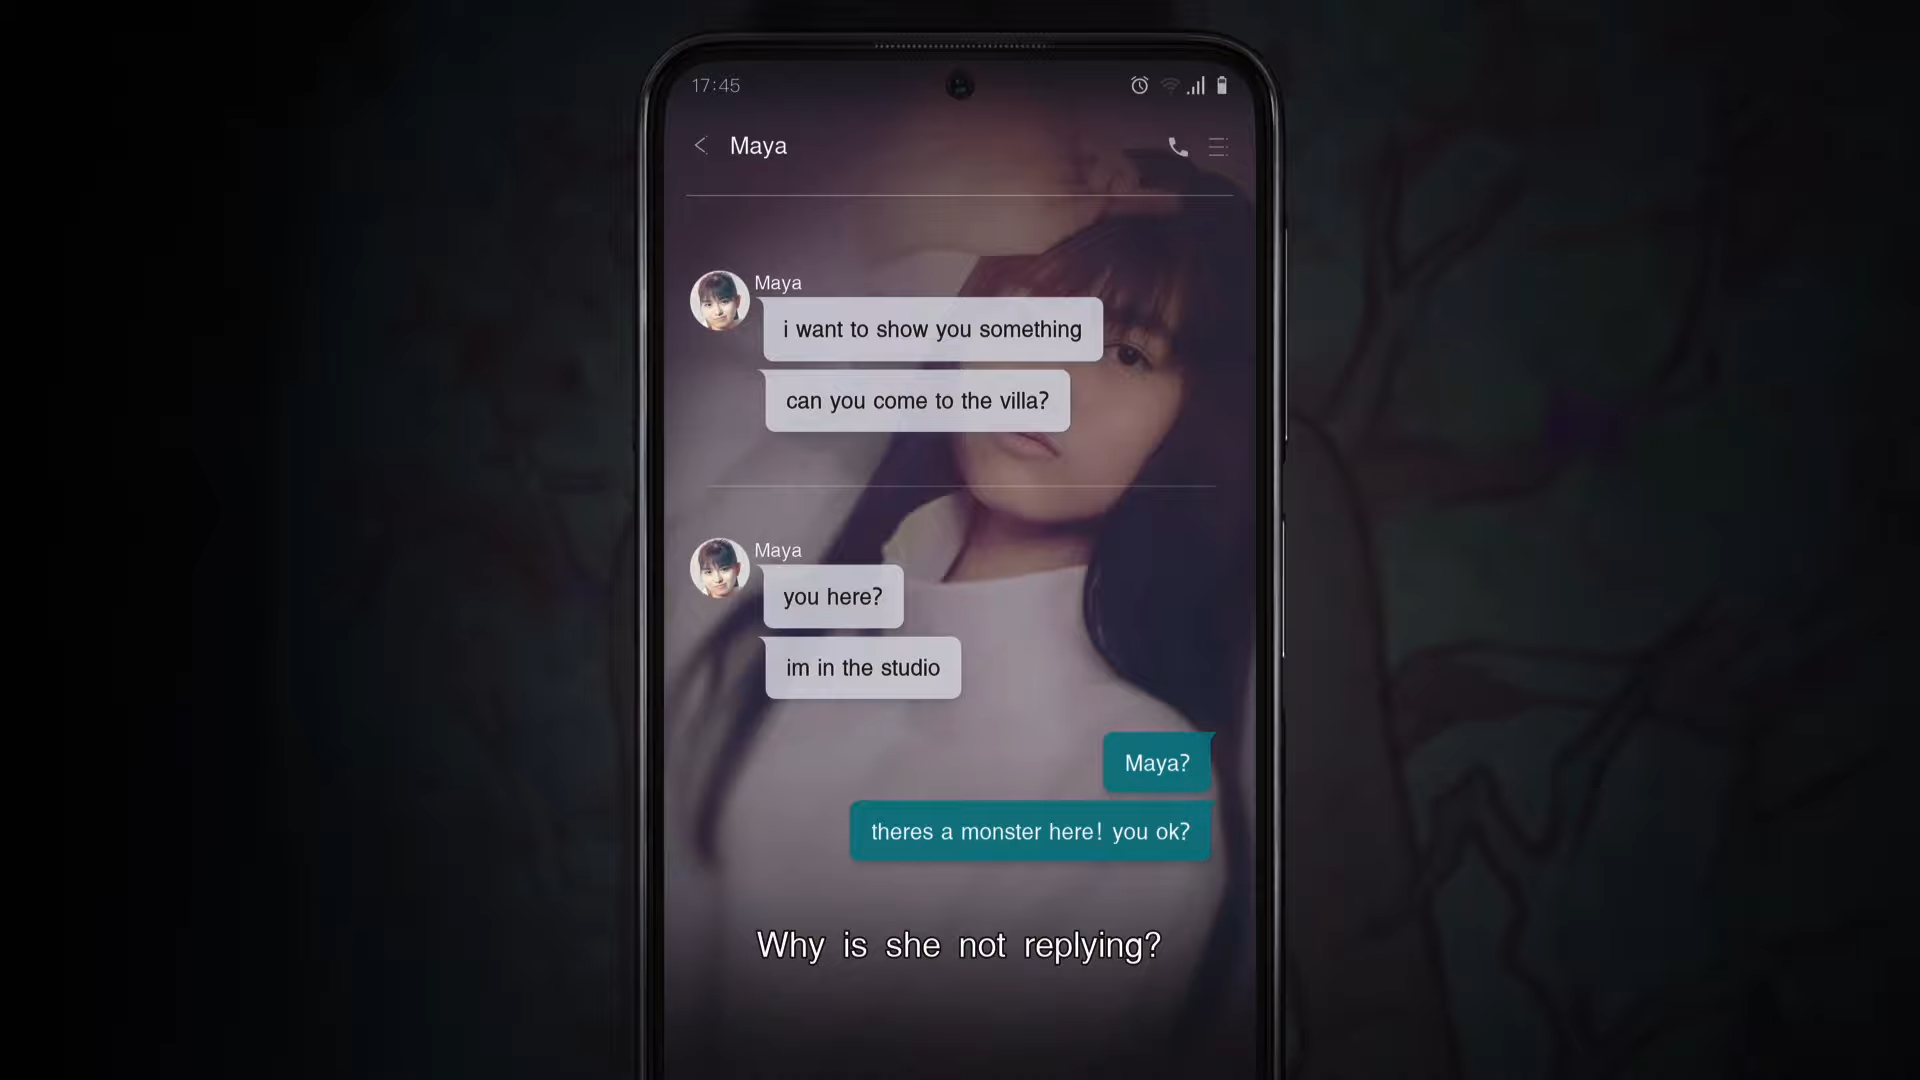 17:45
Maya
Maya
i want to show you something
can you come to the villa?
Maya
you here?
im in the studio
Maya?
theres a monster here! you ok?
Why is she not replying?